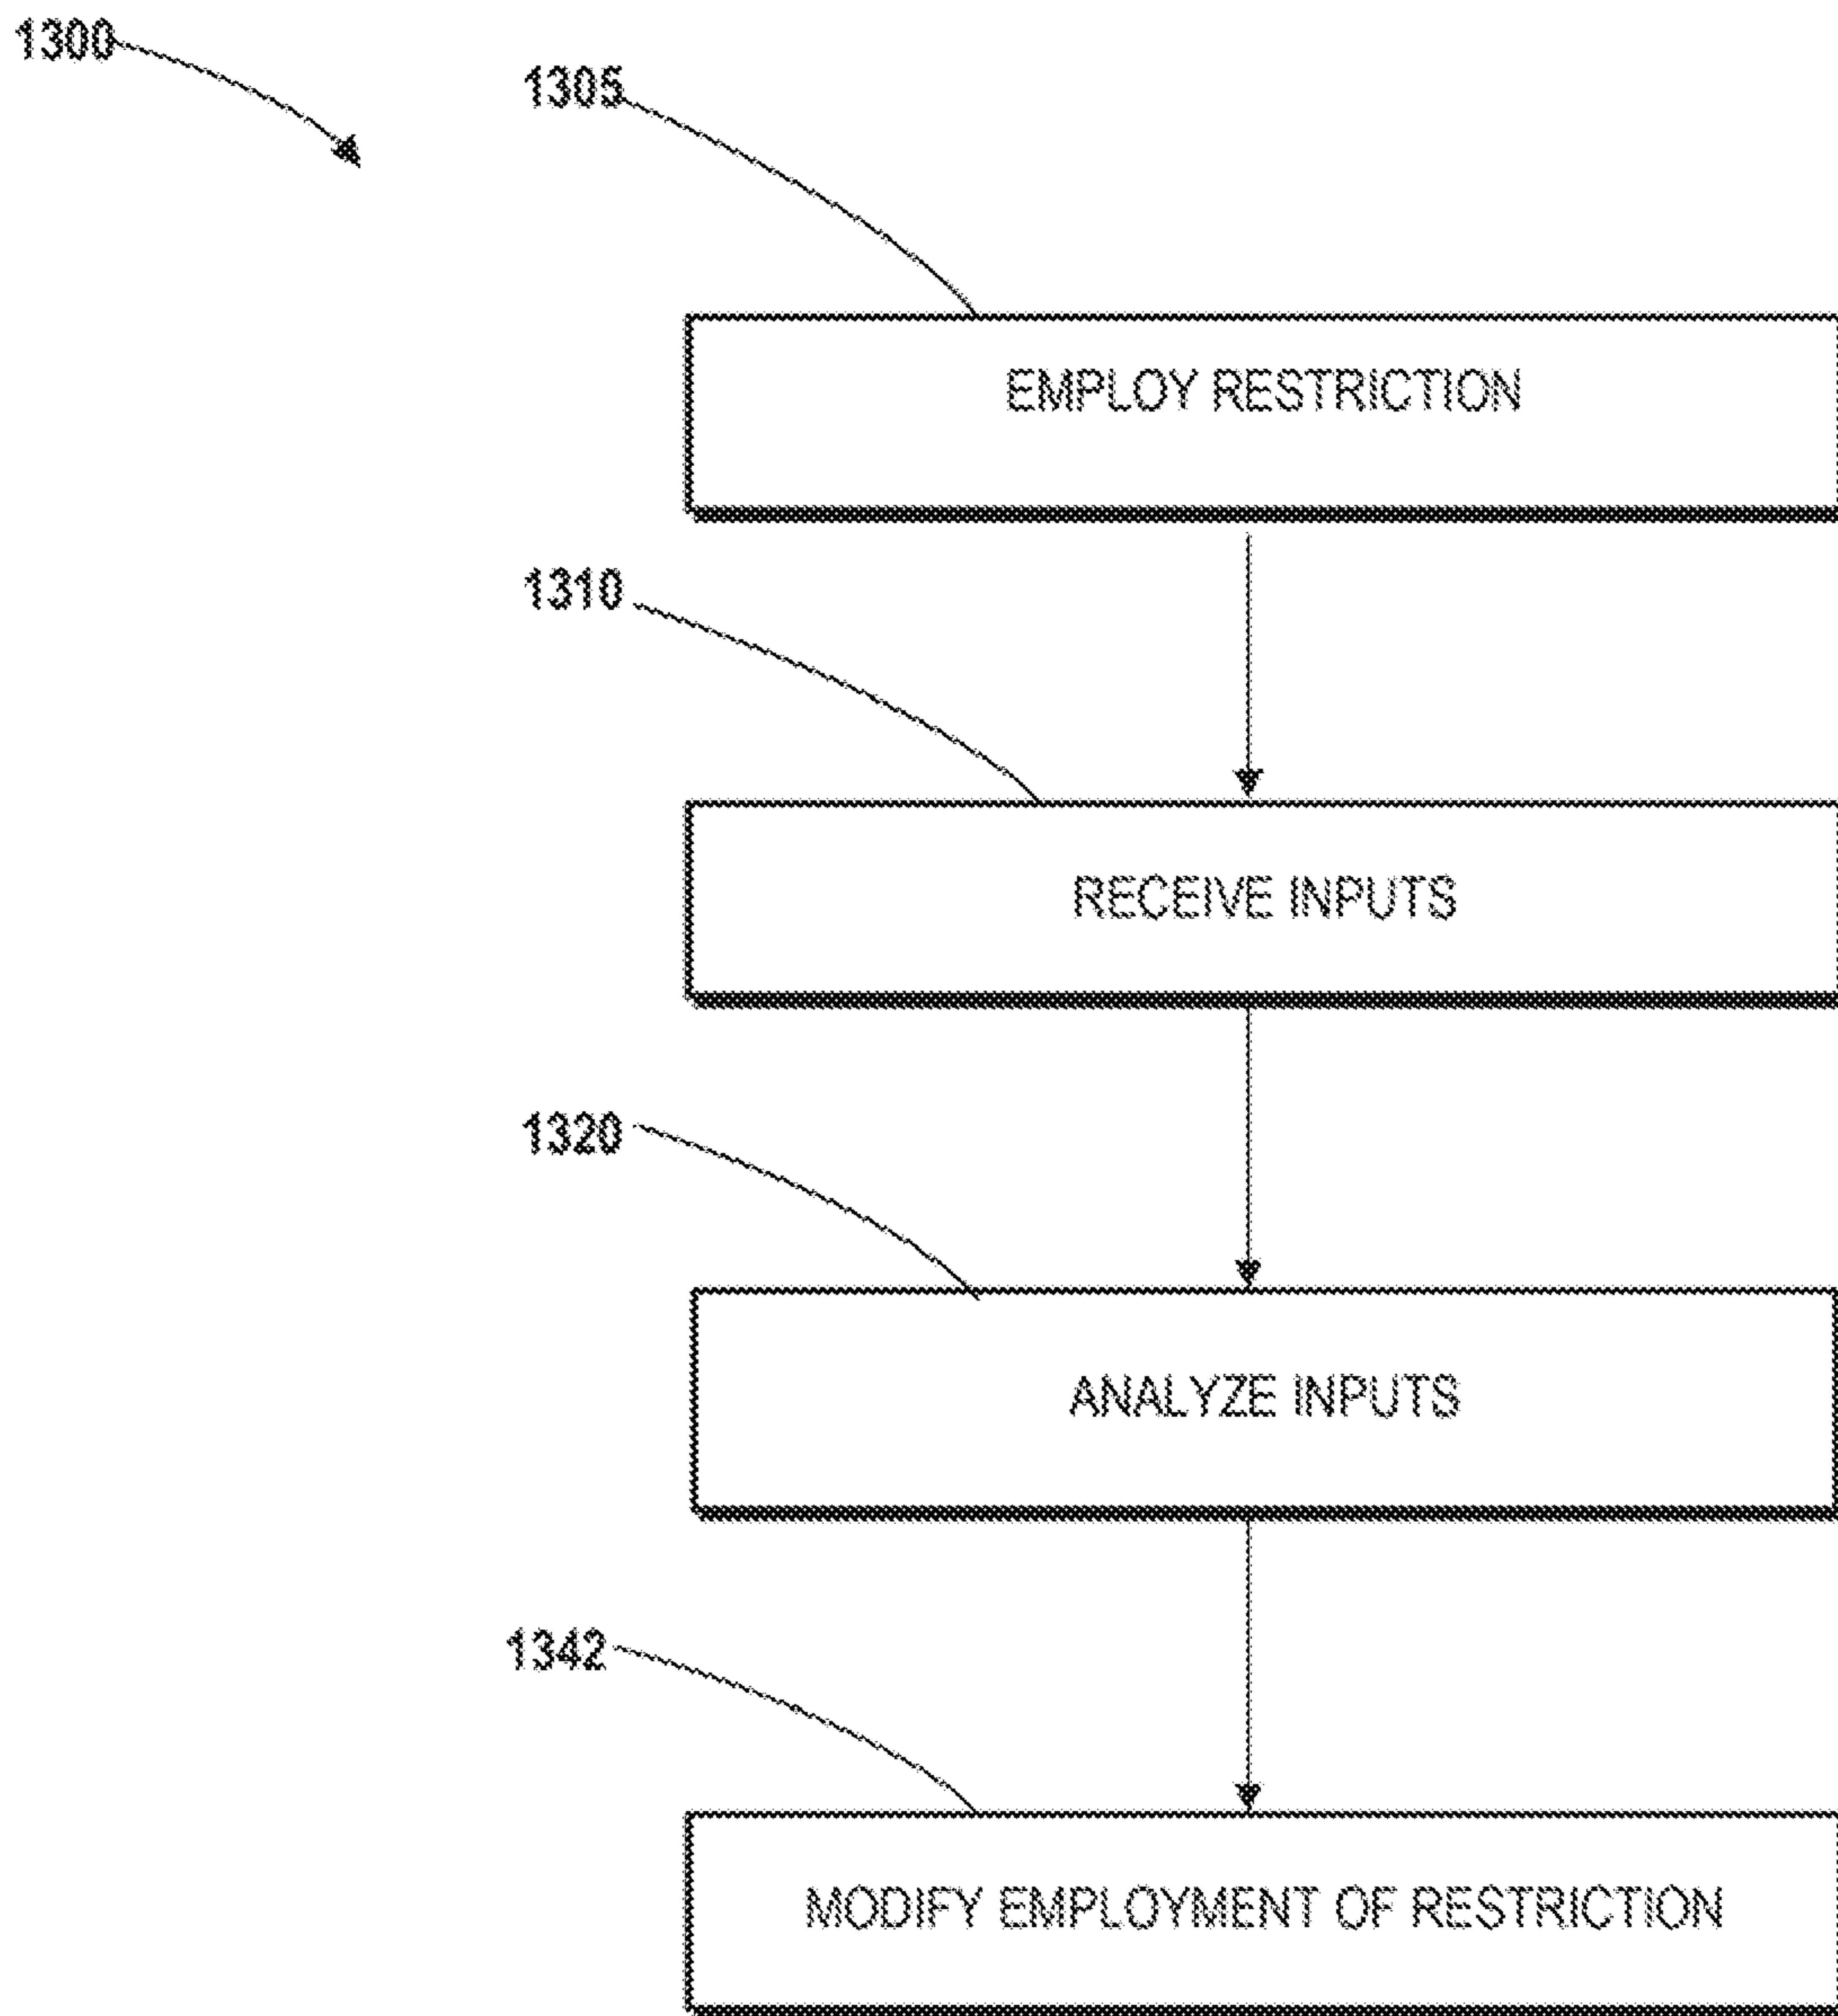 1300
1305
EMPLOY RESTRICTION
1310
RECEIVE INPUTS
1320
ANALYZE INPUTS
1342
MODIFY EMPLOYMENT OF RESTRICTION